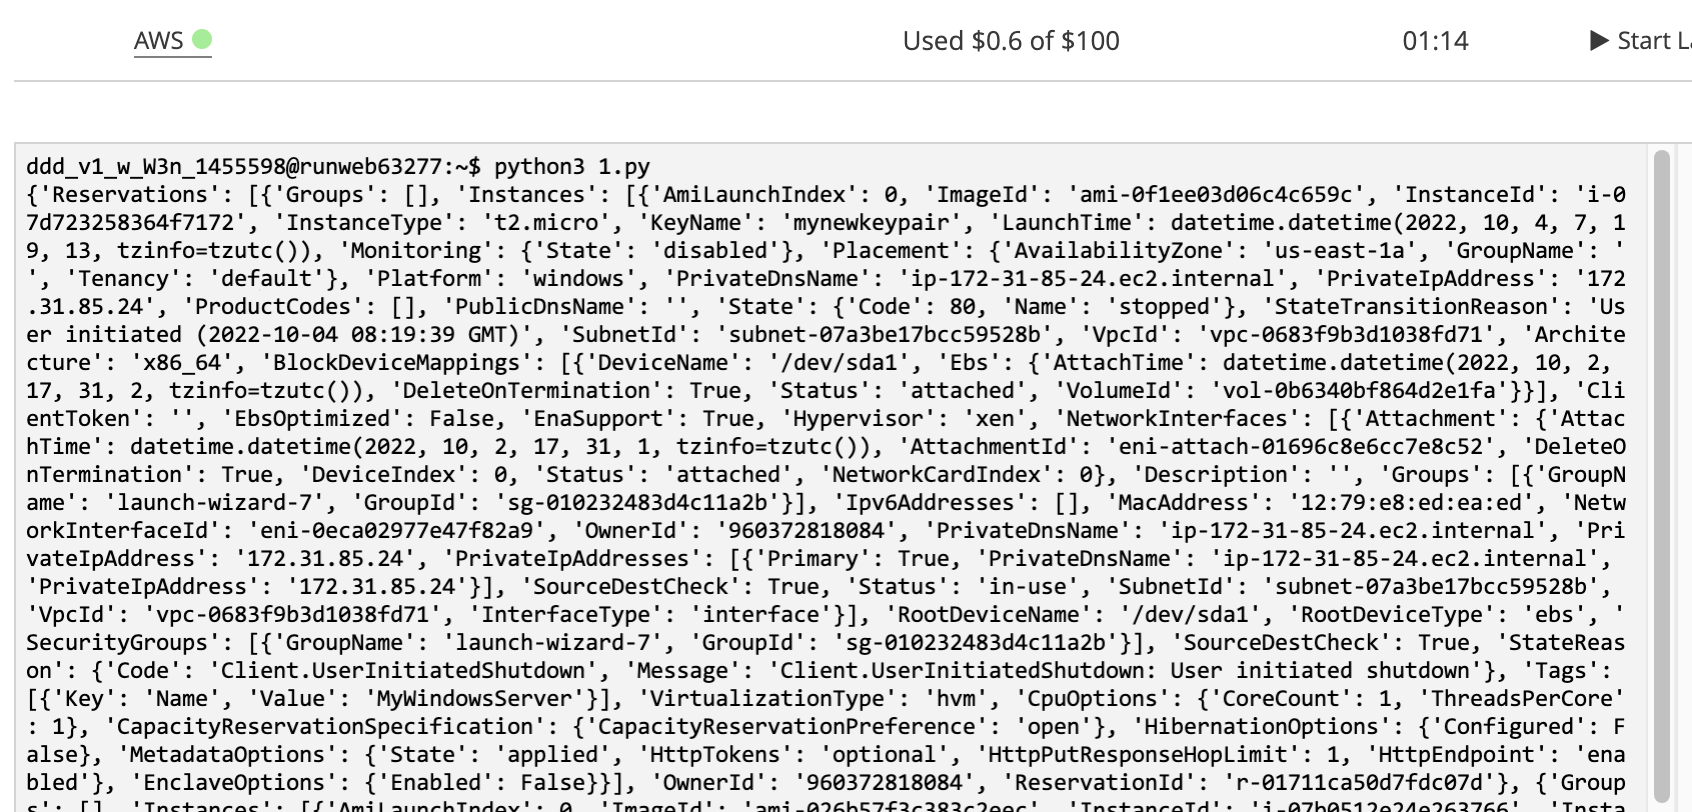 AWS
Used $0.6 of $100
01:14
Start L
ddd_v1_w_W3n_1455598@runweb63277:~$ python3 1.py
{'Reservations': [{'Groups': [], 'Instances': [{'AmiLaunchIndex': 0, 'ImageId': 'ami-0f1ee03d06c4c659c', 'InstanceId': 'i-0
7d723258364f7172', 'InstanceType': 't2.micro', 'KeyName': 'mynewkeypair', 'LaunchTime': datetime.datetime(2022, 10, 4, 7, 1
9, 13, tzinfo=tzutc()), 'Monitoring': {'State': 'disabled'}, 'Placement': {'AvailabilityZone': 'us-east-1a', 'GroupName': '
', 'Tenancy': 'default'}, 'Platform': 'windows', 'PrivateDnsName': 'ip-172-31-85-24.ec2.internal', 'PrivateIpAddress': '172
.31.85.24', 'ProductCodes': [], 'PublicDnsName': '', 'State': {'Code': 80, 'Name': 'stopped'}, 'StateTransitionReason': 'Us
er initiated (2022-10-04 08:19:39 GMT)', 'SubnetId': 'subnet-07a3be17bcc59528b', 'VpcId': 'vpc-0683f9b3d1038fd71', 'Archite
cture': 'x86_64', 'BlockDeviceMappings': [{'DeviceName': '/dev/sda1', 'Ebs': {'AttachTime': datetime.datetime(2022, 10, 2,
17, 31, 2, tzinfo=tzutc()), 'DeleteOnTermination': True, 'Status': 'attached', 'VolumeId': 'vol-0b6340bf864d2e1fa'}}], 'Cli
entToken': '', 'EbsOptimized': False, 'EnaSupport': True, 'Hypervisor': 'xen', 'NetworkInterfaces': [{'Attachment': {'Attac
hTime': datetime.datetime(2022, 10, 2, 17, 31, 1, tzinfo=tzutc()), 'AttachmentId': 'eni-attach-01696c8e6cc7e8c52', 'DeleteO
nTermination': True, 'DeviceIndex': 0, 'Status': 'attached', 'NetworkCardIndex': 0}, 'Description': '', 'Groups': [{'GroupN
ame': 'launch-wizard-7', 'GroupId': 'sg-010232483d4c11a2b'}], 'Ipv6Addresses': [], 'MacAddress': '12:79:e8:ed:ea:ed', 'Netw
orkInterfaceId': 'eni-0eca02977e47f82a9', 'OwnerId': '960372818084', 'PrivateDnsName': 'ip-172-31-85-24.ec2.internal', 'Pri
vateIpAddress': '172.31.85.24', 'PrivateIpAddresses': [{'Primary': True, 'PrivateDnsName': 'ip-172-31-85-24.ec2.internal',
'PrivateIpAddress': '172.31.85.24'}], 'SourceDestCheck': True, 'Status': 'in-use', 'SubnetId': 'subnet-07a3be17bcc59528b',
'VpcId': 'vpc-0683f9b3d1038fd71', 'InterfaceType': 'interface'}], 'RootDeviceName': '/dev/sda1', 'RootDeviceType': 'ebs', '
SecurityGroups': [{'GroupName': 'launch-wizard-7', 'GroupId': 'sg-010232483d4c11a2b'}], 'SourceDestCheck': True, 'StateReas
on': {'Code': 'Client.UserInitiatedShutdown', 'Message': 'Client.UserInitiatedShutdown: User initiated shutdown'}, 'Tags':
[{'Key': 'Name', 'Value': 'MyWindowsServer'}], 'VirtualizationType': 'hvm', 'CpuOptions': {'CoreCount': 1, 'ThreadsPerCore'
: 1}, 'CapacityReservationSpecification': {'CapacityReservationPreference': 'open'}, 'HibernationOptions': {'Configured': F
alse}, 'MetadataOptions': {'State': 'applied', 'HttpTokens': 'optional', 'HttpPutResponseHopLimit': 1, 'HttpEndpoint': 'ena
bled'}, 'EnclaveOptions': {'Enabled': False}}], 'OwnerId': '960372818084', 'ReservationId': 'r-01711ca50d7fdc07d'}, {'Group
s': [], 'Instances': [{'AmiLaunchIndex': 0, 'ImageId': 'ami-026b57f3c383c2eec', 'InstanceId': 'i-07b0512e24e263766', 'Insta